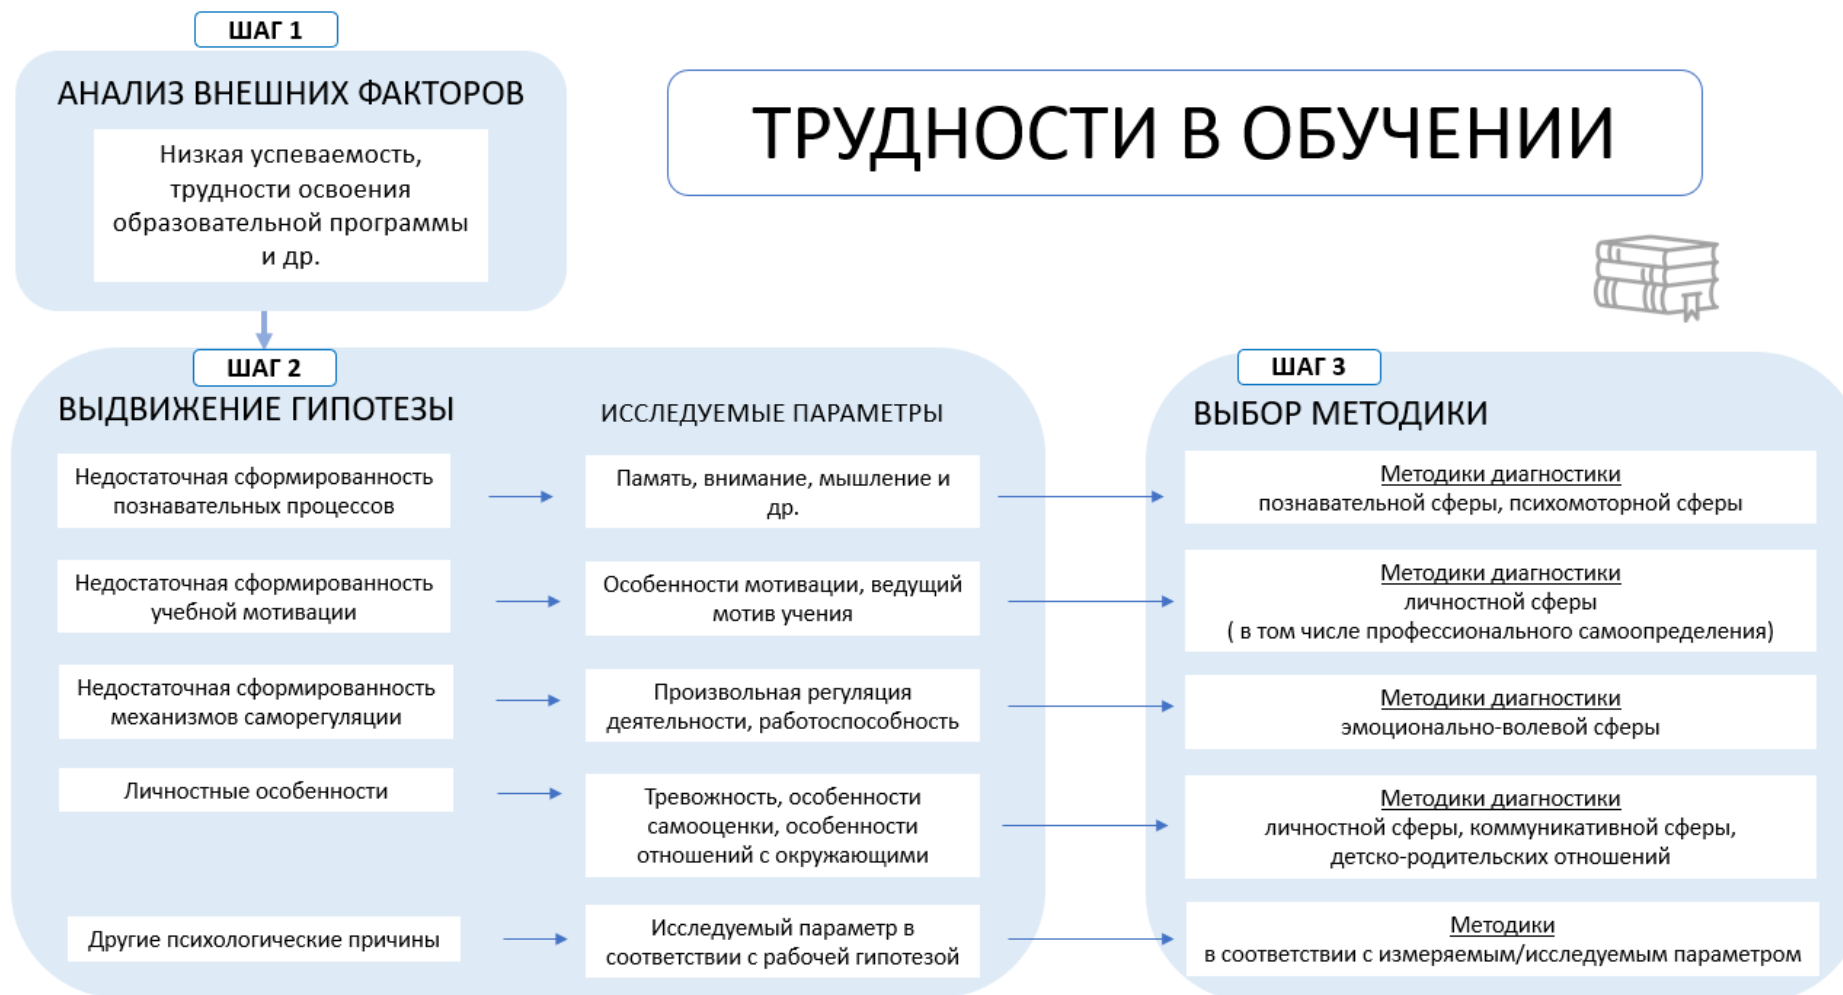 ШАГ 1
АНАЛИЗ ВНЕШНИХ ФАКТОРОВ
Низкая успеваемость,
трудности освоения
образовательной программы
и др.
ТРУДНОСТИ В ОБУЧЕНИИ
ШАГ 2
ВЫДВИЖЕНИЕ ГИПОТЕЗЫ
ИССЛЕДУЕМЫЕ ПАРАМЕТРЫ
ШАГ 3
ВЫБОР МЕТОДИКИ
Недостаточная сформированность
познавательных процессов
Память, внимание, мышление и
др.
Методики диагностики
познавательной сферы, психомоторной сферы
Недостаточная сформированность
учебной мотивации
Особенности мотивации, ведущий
мотив учения
Методики диагностики
личностной сферы
( в том числе профессионального самоопределения)
Недостаточная сформированность
механизмов саморегуляции
Произвольная регуляция
деятельности, работоспособность
Методики диагностики
эмоционально-волевой сферы
Личностные особенности
Тревожность, особенности
самооценки, особенности
отношений с окружающими
Методики диагностики
личностной сферы, коммуникативной сферы,
детско-родительских отношений
Другие психологические причины
Исследуемый параметр в
соответствии с рабочей гипотезой
Методики
в соответствии с измеряемым/исследуемым параметром